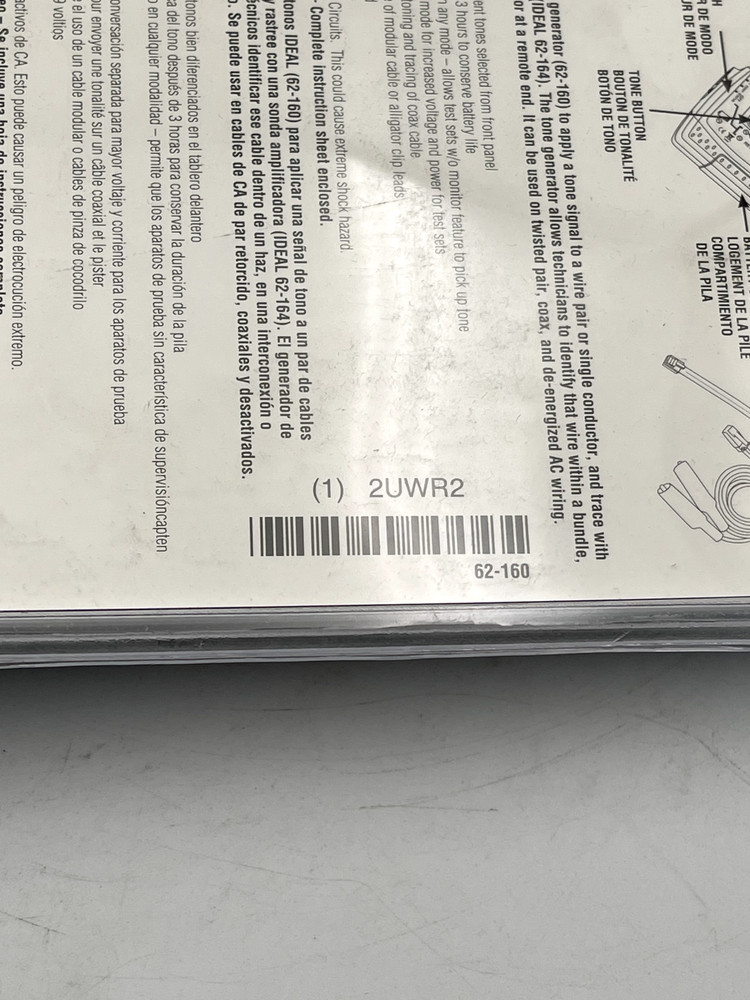 R DE MODO
R DE MODE
TONE BUTTON
BOUTON DE TONALITÉ
BOTÓN DE TONO
LOGEMENT DE LA PILE
COMPARTIMIENTO
DE LA PILA
generator (62-160) to apply a tone signal to a wire pair or single conductor, and trace with
(IDEAL 62-164). The tone generator allows technicians to identify that wire within a bundle,
or at a remote end. It can be used on twisted pair, coax, and de-energized AC wiring.
ent tones selected from front panel
3 hours to conserve battery life
any mode – allows test sets w/o monitor feature to pick up tone
mode for increased voltage and power for test sets
toning and tracing of coax cable
of modular cable or alligator clip leads
Circuits. This could cause extreme shock hazard.
- Complete instruction sheet enclosed.
tonos IDEAL (62-160) para aplicar una señal de tono a un par de cables
y rastree con una sonda amplificadora (IDEAL 62-164). El generador de
écnicos identificar ese cable dentro de un haz, en una interconexión o
o. Se puede usar en cables de CA de par retorcido, coaxiales y desactivados.
tonos bien diferenciados en el tablero delantero
a del tono después de 3 horas para conservar la duración de la pila
o en cualquier modalidad – permite que los aparatos de prueba sin característica de supervisióncapten
onversación separada para mayor voltaje y corriente para los aparatos de prueba
our envoyer une tonalité sur un câble coaxial et le pister
e el uso de un cable modular o cables de pinza de cocodrilo
9 voltios
activos de CA. Esto puede causar un peligro de electrocución extremo.
– Se incluye una hoja de instrucciones completa.
(1) 2UWR2
62-160